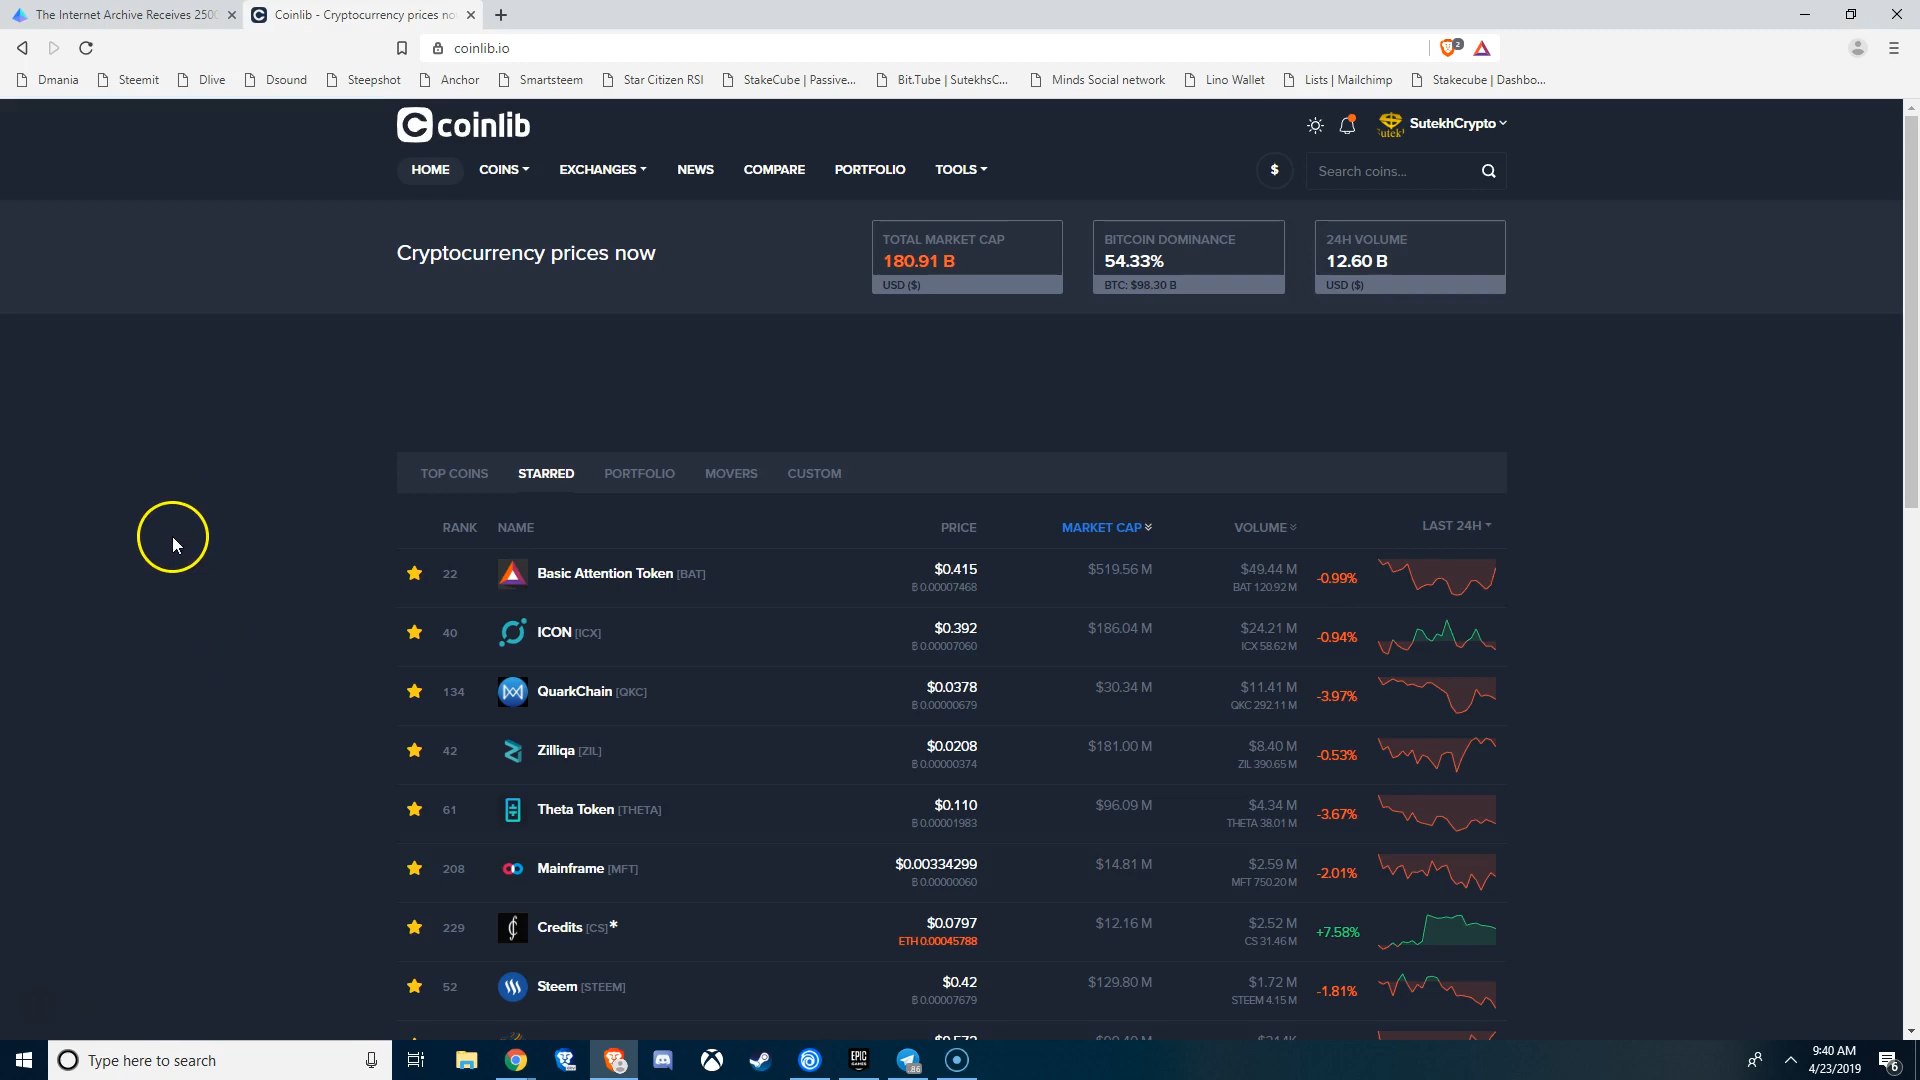 The Internet Archive Receives 2500
Coinlib - Cryptocurrency prices no
coinlib.io
2
Dmania
Steemit
Dlive
Dsound
Steepshot
Anchor
Smartsteem
Star Citizen RSI
StakeCube | Passive...
Bit.Tube | SutekhsC...
Minds Social network
Lino Wallet
Lists | Mailchimp
Stakecube | Dashbo...
coinlib
SutekhCrypto
HOME COINS EXCHANGES NEWS COMPARE PORTFOLIO TOOLS
$
Search coins...
Cryptocurrency prices now
TOTAL MARKET CAP
180.91 B
USD ($)
BITCOIN DOMINANCE
54.33%
BTC: $98.30 B
24H VOLUME
12.60 B
USD ($)
TOP COINS STARRED PORTFOLIO MOVERS CUSTOM
RANK NAME PRICE MARKET CAP VOLUME LAST 24H
22 Basic Attention Token [BAT] $0.415 $519.56 M $49.44 M -0.99%
฿ 0.00007468 BAT 120.92 M
40 ICON [ICX] $0.392 $186.04 M $24.21 M -0.94%
฿ 0.00007060 ICX 58.62 M
134 QuarkChain [QKC] $0.0378 $30.34 M $11.41 M -3.97%
฿ 0.00000679 QKC 292.11 M
42 Zilliqa [ZIL] $0.0208 $181.00 M $8.40 M -0.53%
฿ 0.00000374 ZIL 390.65 M
61 Theta Token [THETA] $0.110 $96.09 M $4.34 M -3.67%
฿ 0.00001983 THETA 38.01 M
208 Mainframe [MFT] $0.00334299 $14.81 M $2.59 M -2.01%
฿ 0.00000060 MFT 750.20 M
229 Credits [CS]* $0.0797 $12.16 M $2.52 M +7.58%
ETH 0.00045788 CS 31.46 M
52 Steem [STEEM] $0.42 $129.80 M $1.72 M -1.81%
฿ 0.00007679 STEEM 4.15 M
Type here to search
EPIC GAMES
86
9:40 AM
4/23/2019
6